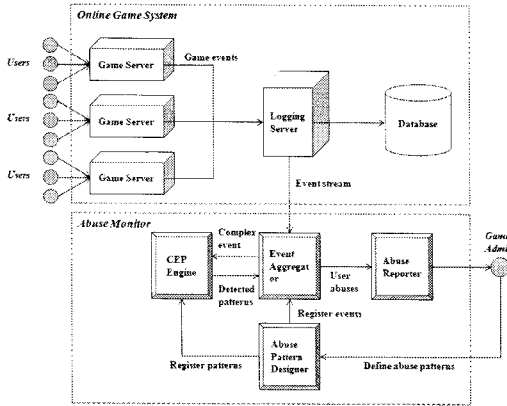 Online Game System
Users
Game Server
Game events
Users
Game Server
Logging
Server
Database
Users
Game Server
Event stream
Abuse Monitor
Complex
event
CEP
Engine
Event
Aggregat
or
Abuse
Reporter
Game
Detected
patterns
User
abuses
Register events
Abuse
Pattern
Designer
Register patterns
Define abuse patterns